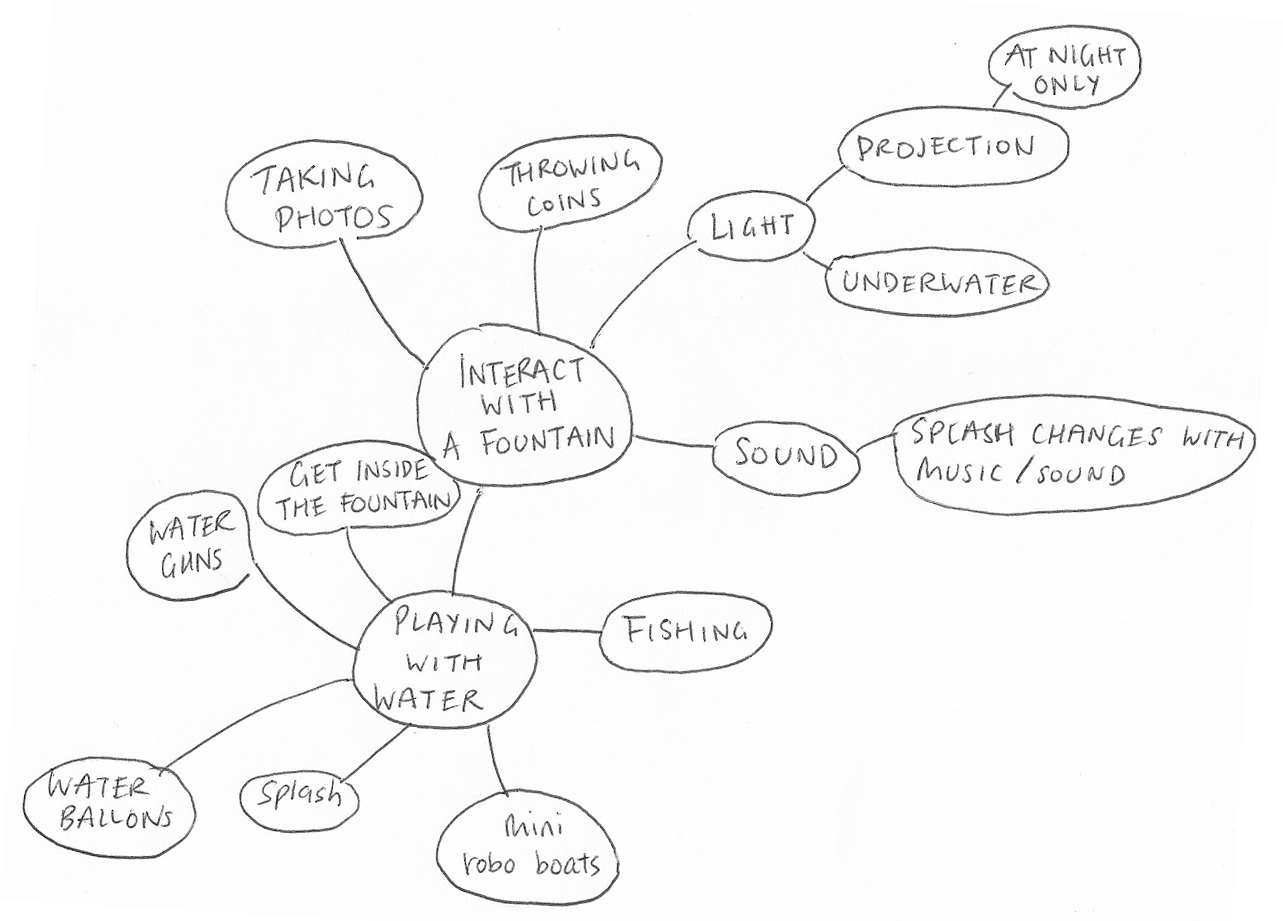 AT NIGHT
ONLY
PROJECTION
TAKING
PHOTOS
THROWING
COINS
LIGHT
UNDERWATER
INTERACT
WITH
A FOUNTAIN
SOUND
SPLASH CHANGES WITH
MUSIC / SOUND
GET INSIDE
THE FOUNTAIN
WATER
GUNS
PLAYING
WITH
WATER
FISHING
WATER
BALLONS
Splash
mini
robo boats